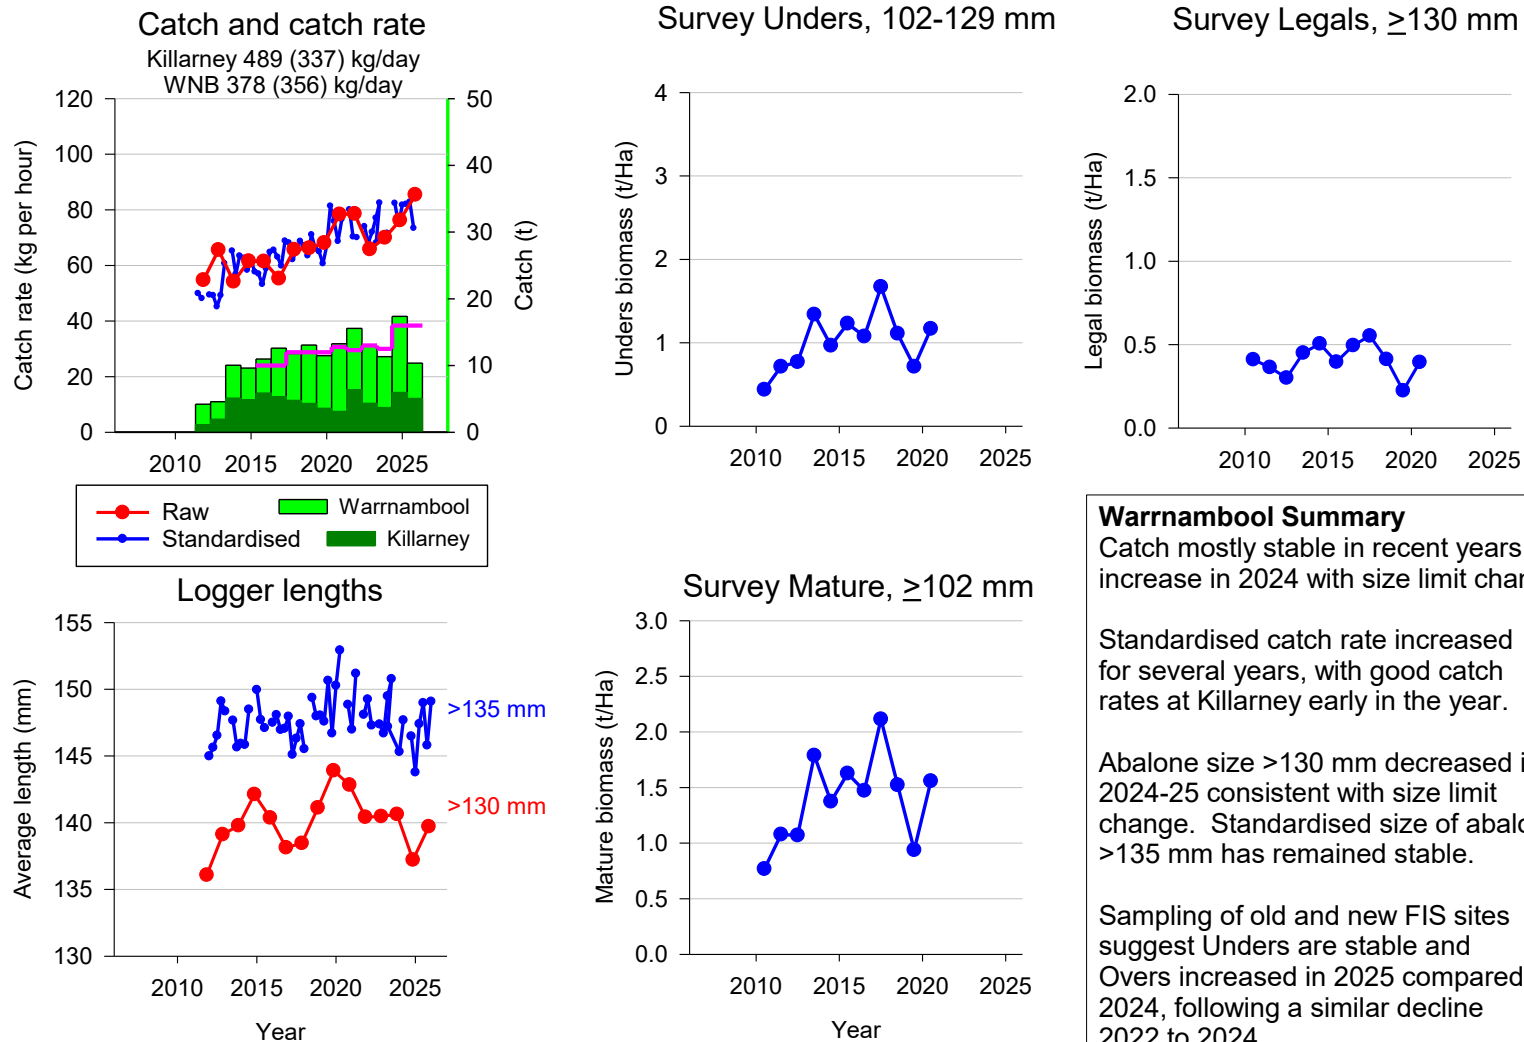 Catch and catch rate
Killarney 489 (337) kg/day
WNB 378 (356) kg/day
120
100
80
60
40
20
0
50
40
30
20
10
0
Catch rate (kg per hour)
Catch (t)
2010 2015 2020 2025
Raw
Standardised
Warrnambool
Killarney
Survey Unders, 102-129 mm
4
3
2
1
0
Unders biomass (t/Ha)
2010 2015 2020 2025
Survey Legals, ≥130 mm
2.0
1.5
1.0
0.5
0.0
Legal biomass (t/Ha)
2010 2015 2020 2025
Logger lengths
155
150
145
140
135
130
Average length (mm)
>135 mm
>130 mm
2010 2015 2020 2025
Year
Survey Mature, ≥102 mm
3.0
2.5
2.0
1.5
1.0
0.5
0.0
Mature biomass (t/Ha)
2010 2015 2020 2025
Year
Warrnambool Summary
Catch mostly stable in recent years
increase in 2024 with size limit
Standardised catch rate increased
for several years, with good catch
rates at Killarney early in the year.
Abalone size >130 mm decreased
2024-25 consistent with size limit
change. Standardised size of
>135 mm has remained stable.
Sampling of old and new FIS sites
suggest Unders are stable and
Overs increased in 2025 compared
2024, following a similar decline
2022 to 2024